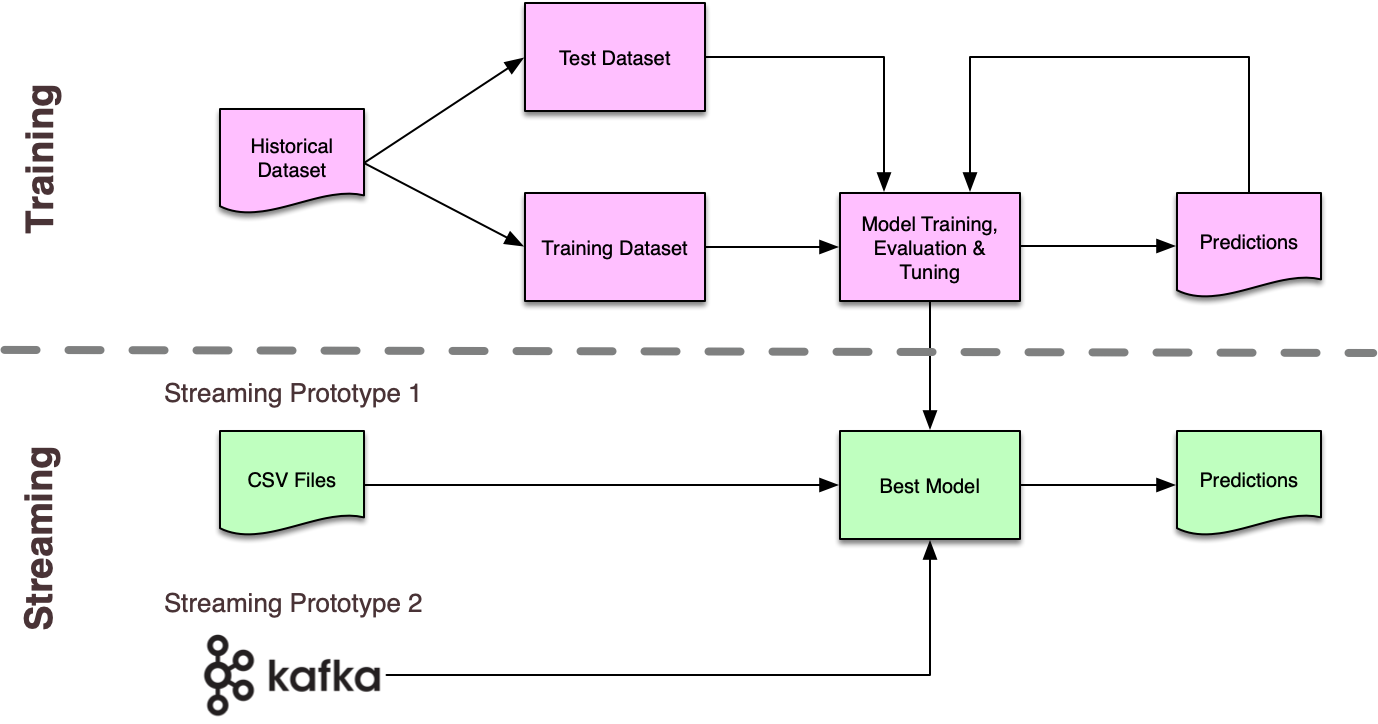 Training
Test Dataset
Historical
Dataset
Training Dataset
Model Training,
Evaluation &
Tuning
Predictions
Streaming
Streaming Prototype 1
CSV Files
Best Model
Predictions
Streaming Prototype 2
kafka